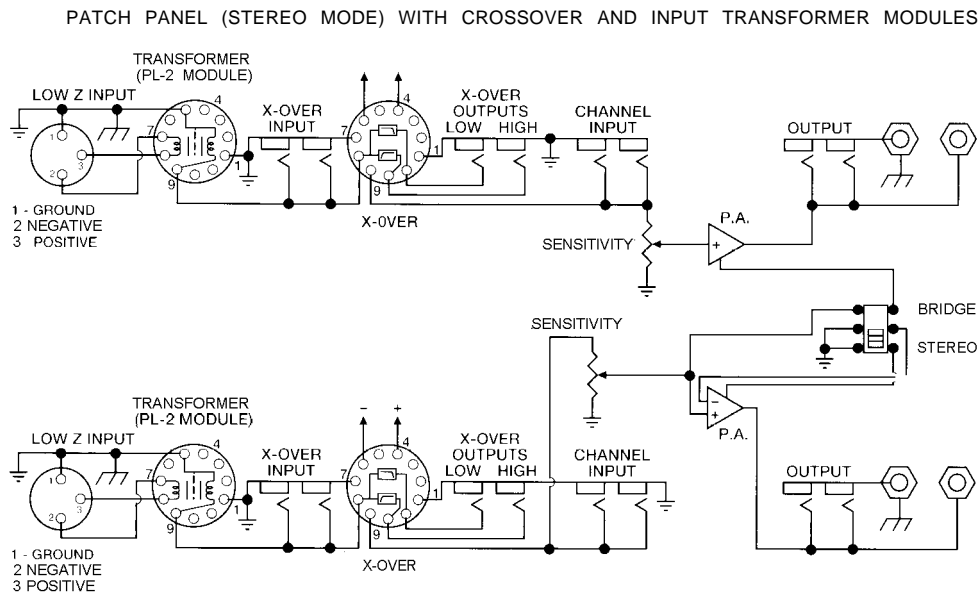 PATCH PANEL (STEREO MODE) WITH CROSSOVER AND INPUT TRANSFORMER MODULES
TRANSFORMER
(PL-2 MODULE)
LOW Z INPUT
4
7
1
9
1
2
3
X-OVER
INPUT
4
7
1
9
X-OVER
X-OVER
OUTPUTS
LOW HIGH
CHANNEL
INPUT
OUTPUT
1 - GROUND
2 NEGATIVE
3 POSITIVE
SENSITIVITY
P.A.
+
BRIDGE
STEREO
SENSITIVITY
−
+
P.A.
TRANSFORMER
(PL-2 MODULE)
LOW Z INPUT
4
7
1
9
1
2
3
X-OVER
INPUT
− +
4
7
1
9
X-OVER
X-OVER
OUTPUTS
LOW HIGH
CHANNEL
INPUT
OUTPUT
1 - GROUND
2 NEGATIVE
3 POSITIVE